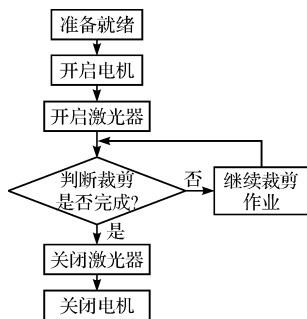 准备就绪
开启电机
开启激光器
判断裁剪
是否完成?
否
继续裁剪
作业
是
关闭激光器
关闭电机